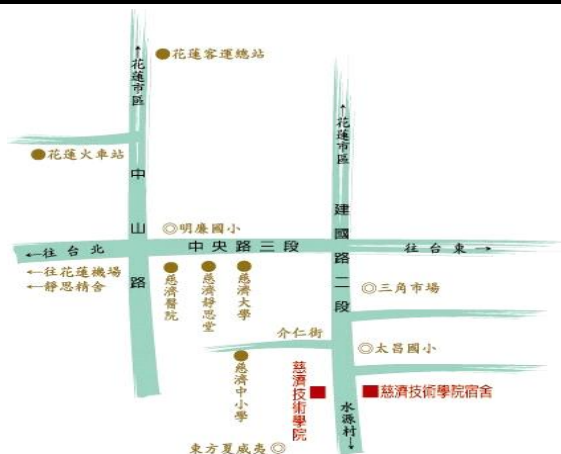 花蓮客運總站
←花蓮市區
←花蓮市區
花蓮火車站
中山路
建國路二段
明廉國小
←往台北
中央路三段
往台東→
←往花蓮機場
←靜思精舍
慈濟醫院
慈濟靜思堂
慈濟大學
三角市場
介仁街
太昌國小
慈濟中小學
慈濟技術學院
慈濟技術學院宿舍
水源村→
東方夏威夷